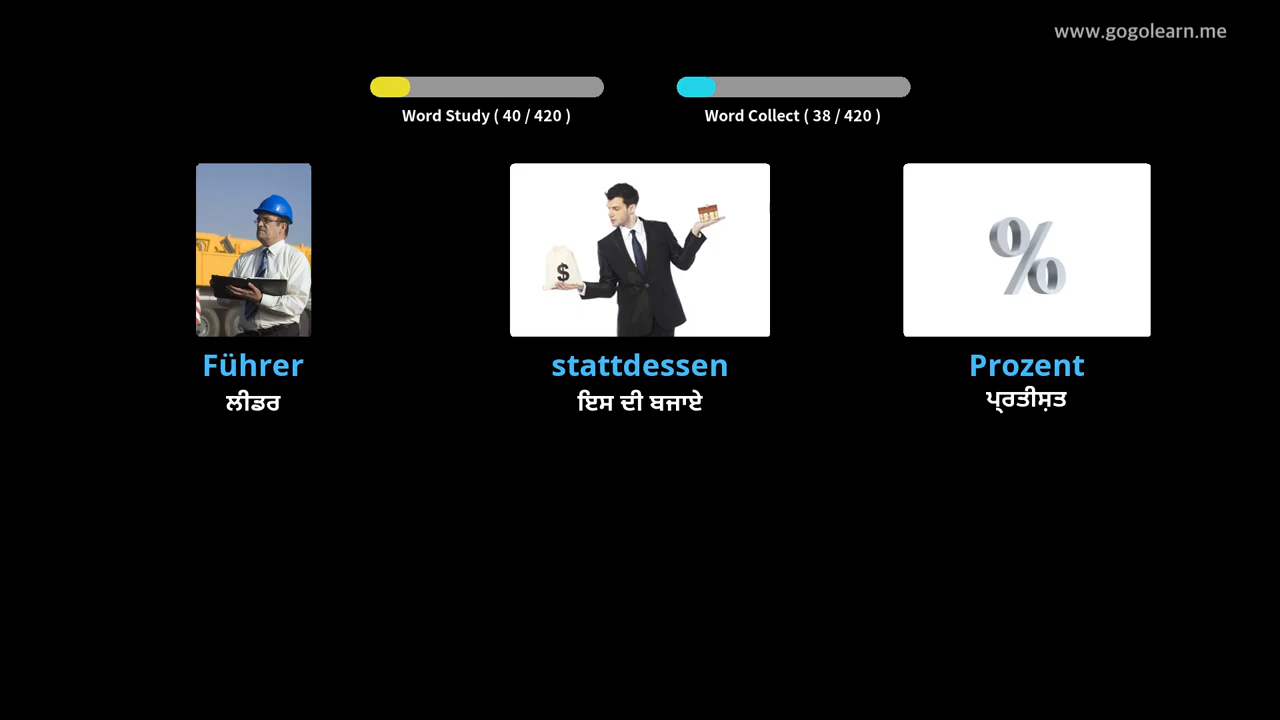 www.gogolearn.me
Word Study ( 40 / 420 )
Word Collect ( 38 / 420 )
$
%
Führer
stattdessen
Prozent
ਲੀਡਰ
ਇਸ ਦੀ ਬਜਾਏ
ਪ੍ਰਤੀਸ਼ਤ